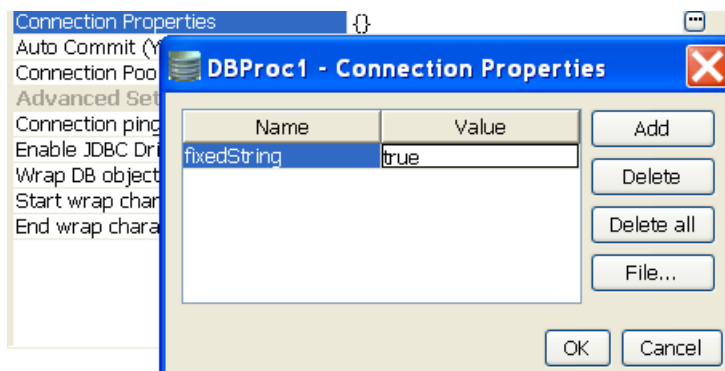 Connection Properties {}
Auto Commit (Y
Connection Poo
Advanced Set
Connection ping
Enable JDBC Dri
Wrap DB object
Start wrap char
End wrap chara
DBProc1 - Connection Properties
Name Value
fixedString true
Add
Delete
Delete all
File...
OK Cancel